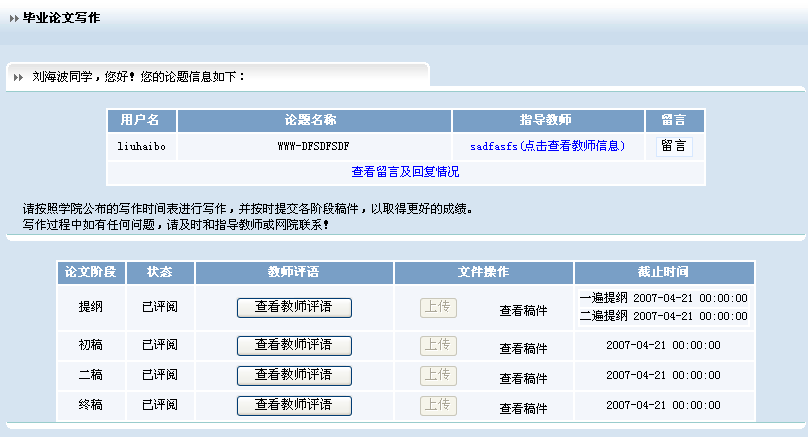 毕业论文写作
刘海波同学，您好！您的论题信息如下：
用户名 论题名称 指导教师 留言
liuhaibo WWW-DFSDFSDF sadfasfs(点击查看教师信息) 留言
查看留言及回复情况
请按照学院公布的写作时间表进行写作，并按时提交各阶段稿件，以取得更好的成绩。
写作过程中如有任何问题，请及时和指导教师或网院联系！
论文阶段 状态 教师评语 文件操作 截止时间
提纲 已评阅 查看教师评语 上传 查看稿件 一遍提纲 2007-04-21 00:00:00
二遍提纲 2007-04-21 00:00:00
初稿 已评阅 查看教师评语 上传 查看稿件 2007-04-21 00:00:00
二稿 已评阅 查看教师评语 上传 查看稿件 2007-04-21 00:00:00
终稿 已评阅 查看教师评语 上传 查看稿件 2007-04-21 00:00:00